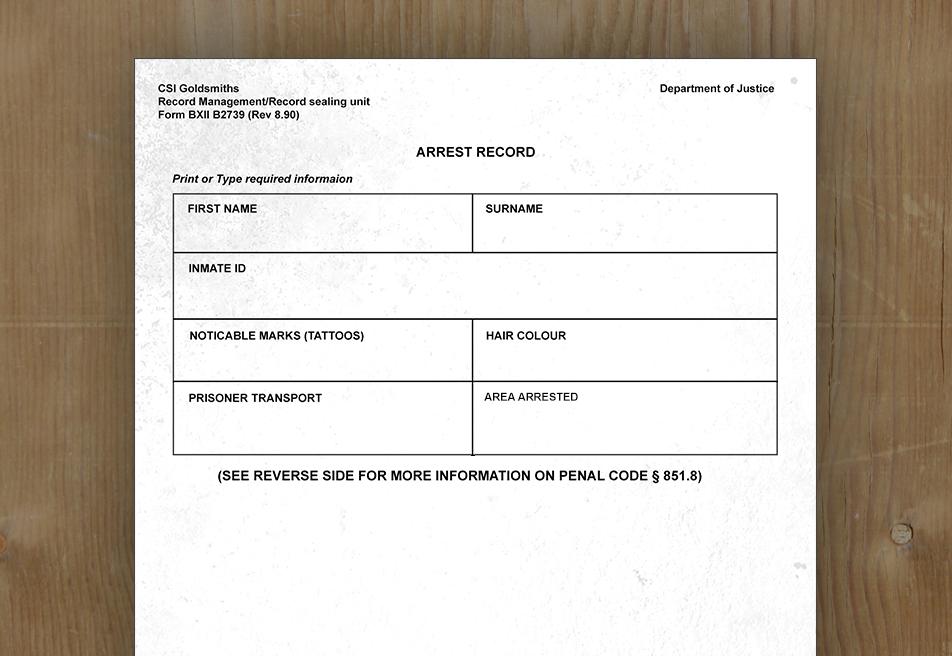 CSI Goldsmiths
Record Management/Record sealing unit
Form BXII B2739 (Rev 8.90)
Department of Justice
ARREST RECORD
Print or Type required informaion
FIRST NAME
SURNAME
INMATE ID
NOTICABLE MARKS (TATTOOS)
HAIR COLOUR
PRISONER TRANSPORT
AREA ARRESTED
(SEE REVERSE SIDE FOR MORE INFORMATION ON PENAL CODE § 851.8)